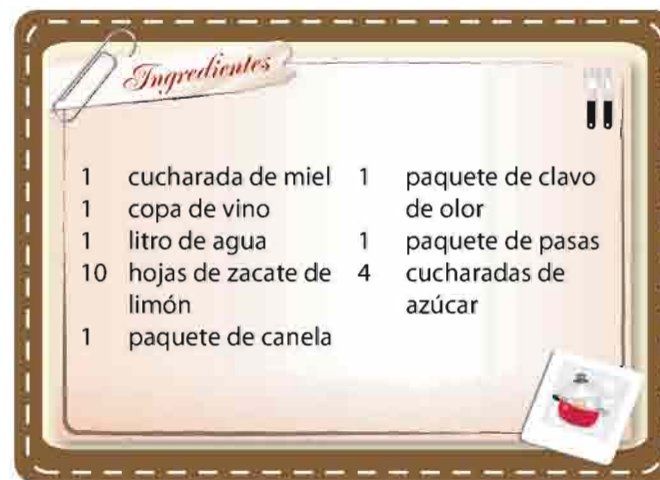 Ingredientes
1 cucharada de miel
1 copa de vino
1 litro de agua
10 hojas de zacate de
limón
1 paquete de canela
1 paquete de clavo
de olor
1 paquete de pasas
4 cucharadas de
azúcar